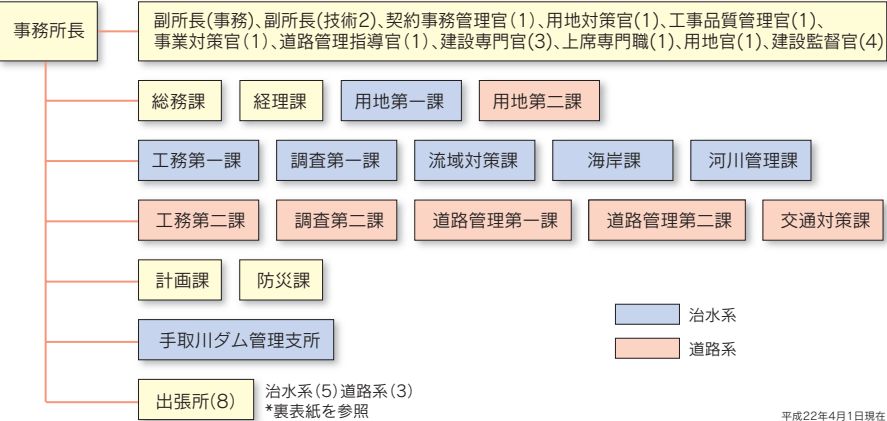 事務所長
副所長(事務)、副所長(技術2)、契約事務管理官(1)、用地対策官(1)、工事品質管理官(1)、
事業対策官(1)、道路管理指導官(1)、建設専門官(3)、上席専門職(1)、用地官(1)、建設監督官(4)
総務課 経理課 用地第一課 用地第二課
工務第一課 調査第一課 流域対策課 海岸課 河川管理課
工務第二課 調査第二課 道路管理第一課 道路管理第二課 交通対策課
計画課 防災課
治水系
手取川ダム管理支所
道路系
出張所(8) 治水系(5)道路系(3)
*裏表紙を参照
平成22年4月1日現在